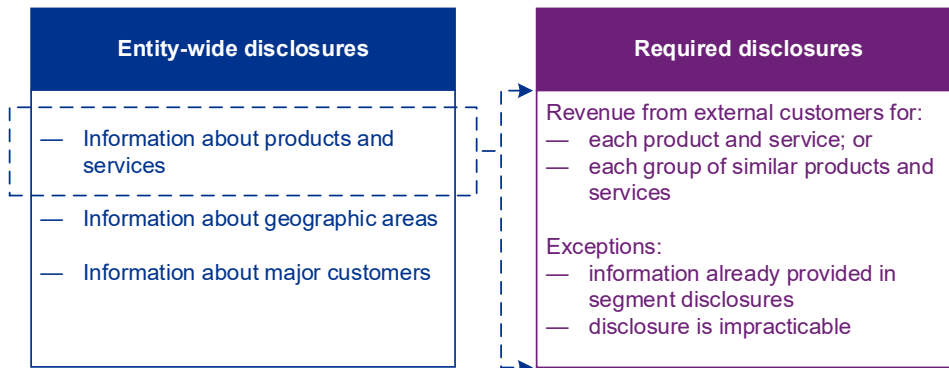 Entity-wide disclosures
— Information about products and
services
— Information about geographic areas
— Information about major customers
Required disclosures
Revenue from external customers for:
— each product and service; or
— each group of similar products and
services
Exceptions:
— information already provided in
segment disclosures
— disclosure is impracticable